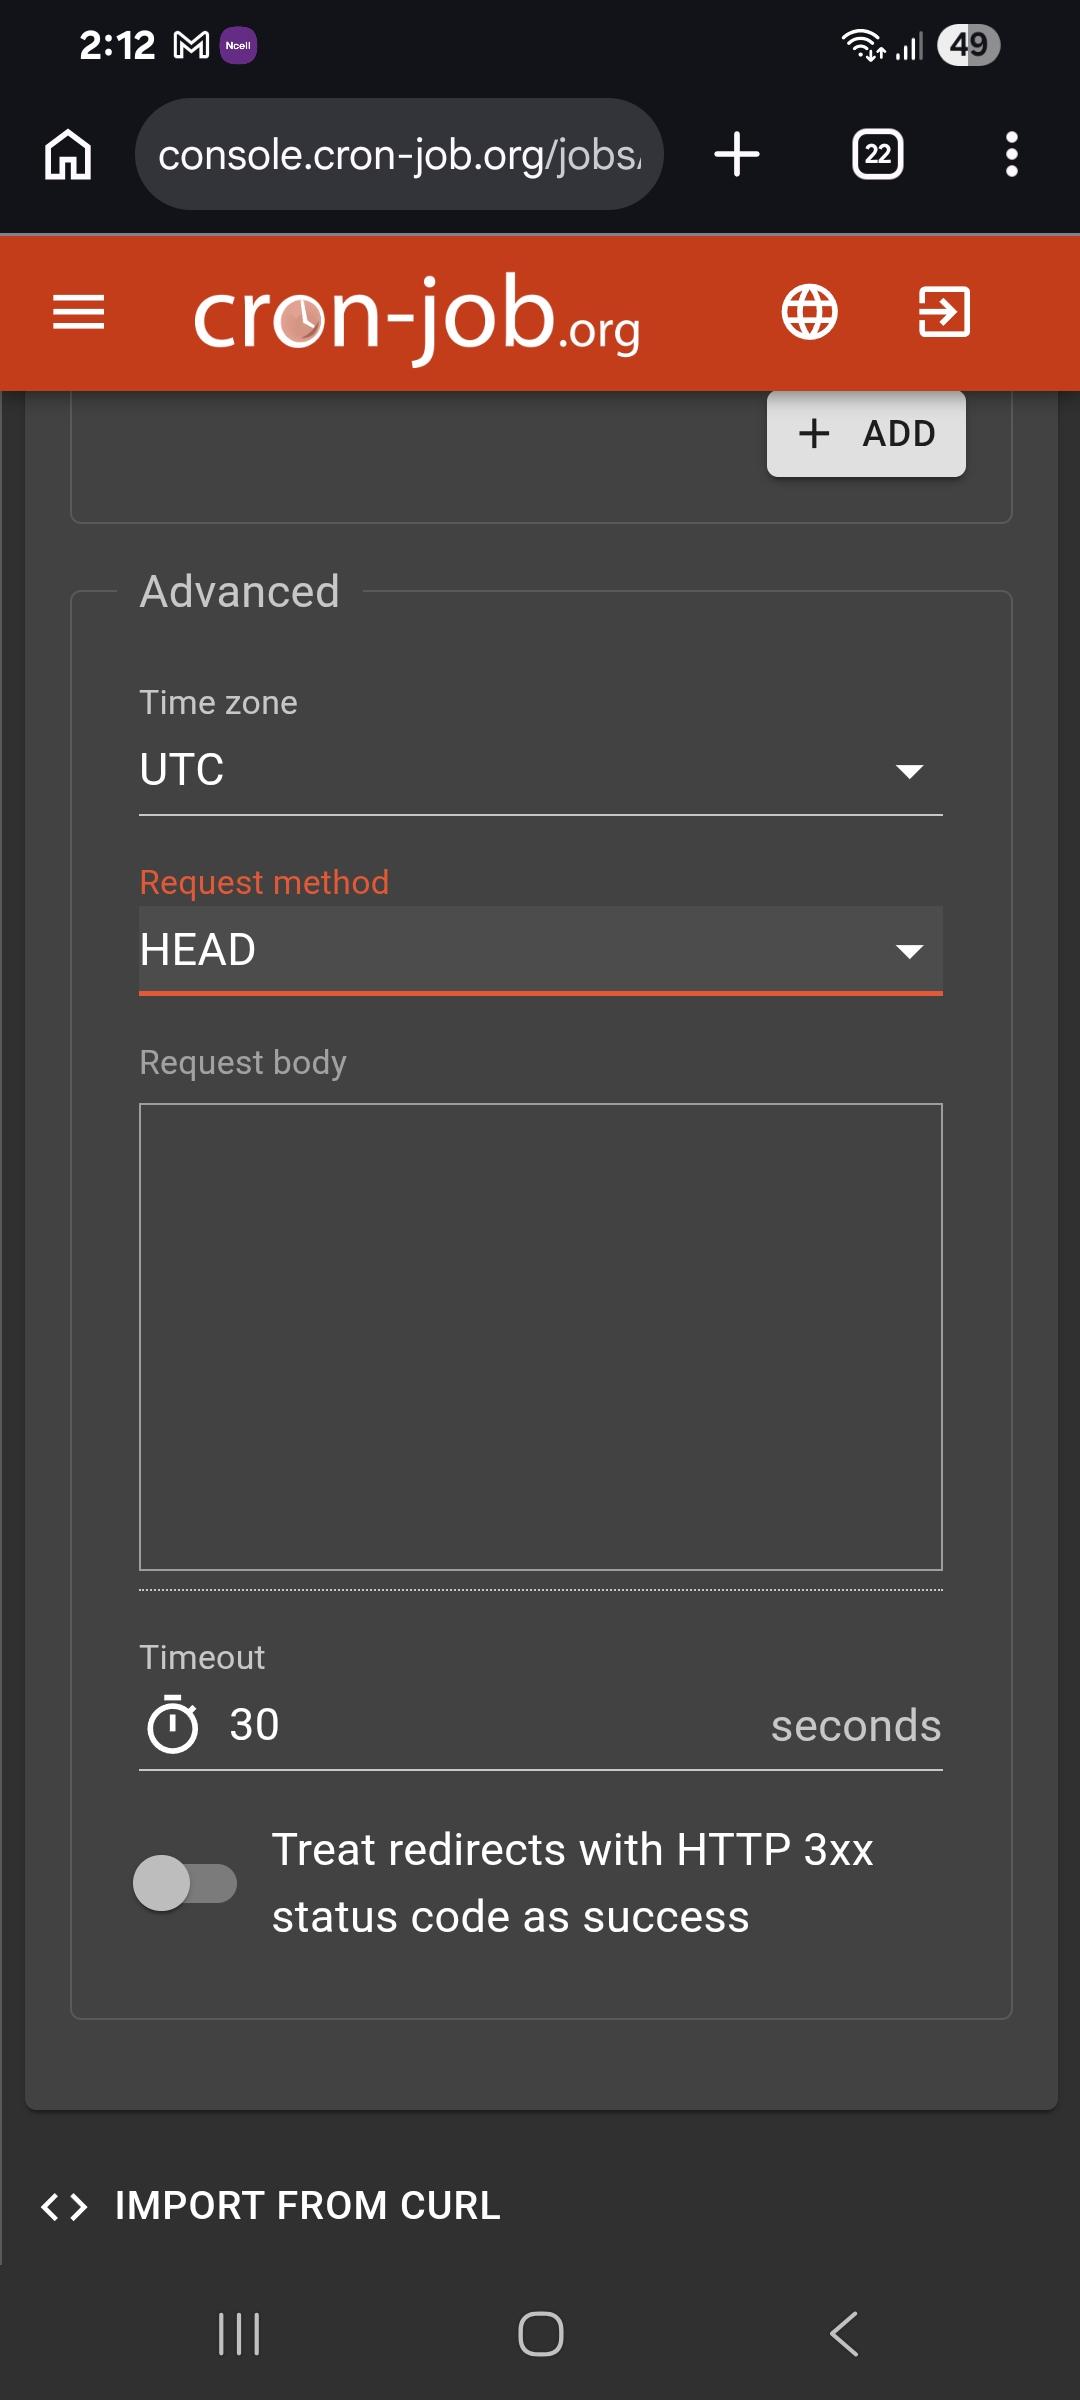 2:12
Ncell
49
console.cron-job.org/jobs
22
cron-job.org
ADD
Advanced
Time zone
UTC
Request method
HEAD
Request body
Timeout
30 seconds
Treat redirects with HTTP 3xx
status code as success
IMPORT FROM CURL